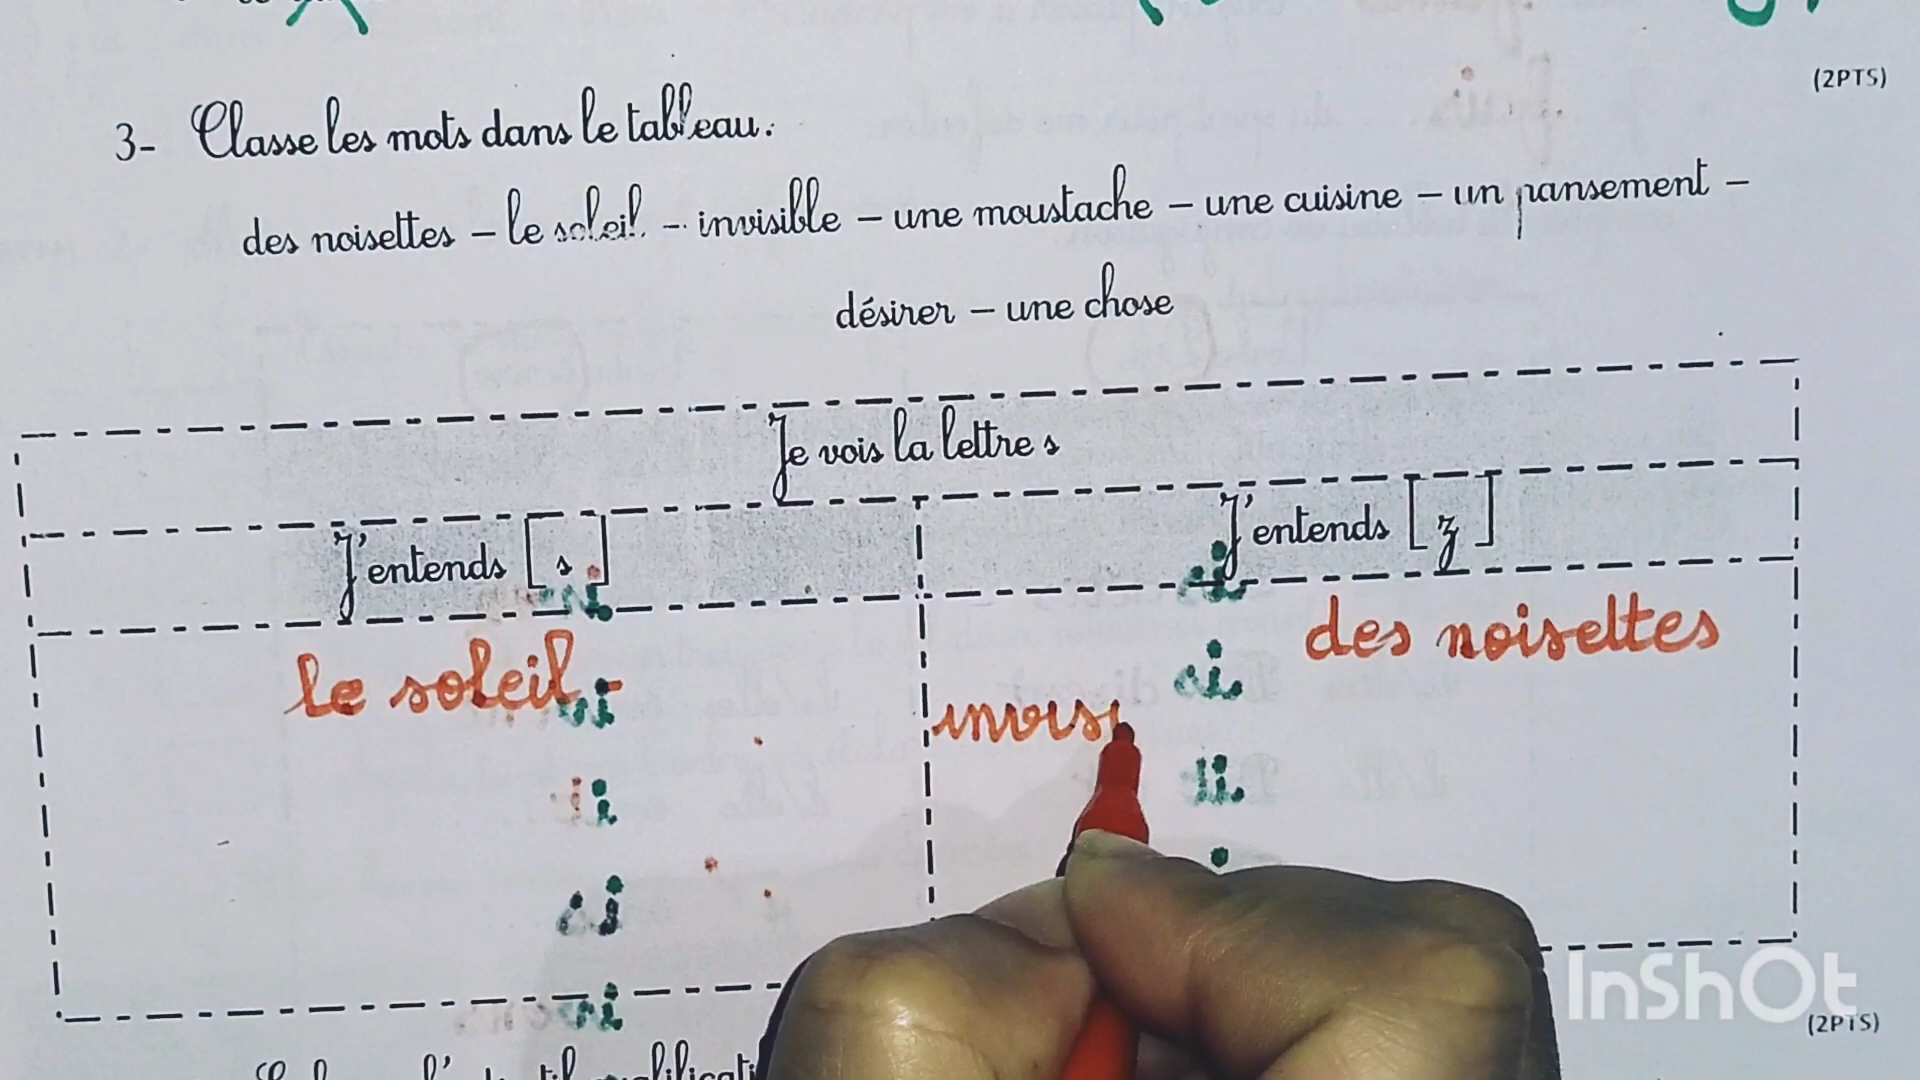 (2PTS)
3- Classe les mots dans le tableau.
des noisettes – le soleil – invisible – une moustache – une cuisine – un pansement –
désirer – une chose
Je vois la lettre s
J'entends [s]
J'entends [z]
le soleil -
des noisettes
invisi
InShOt
(2PTS)